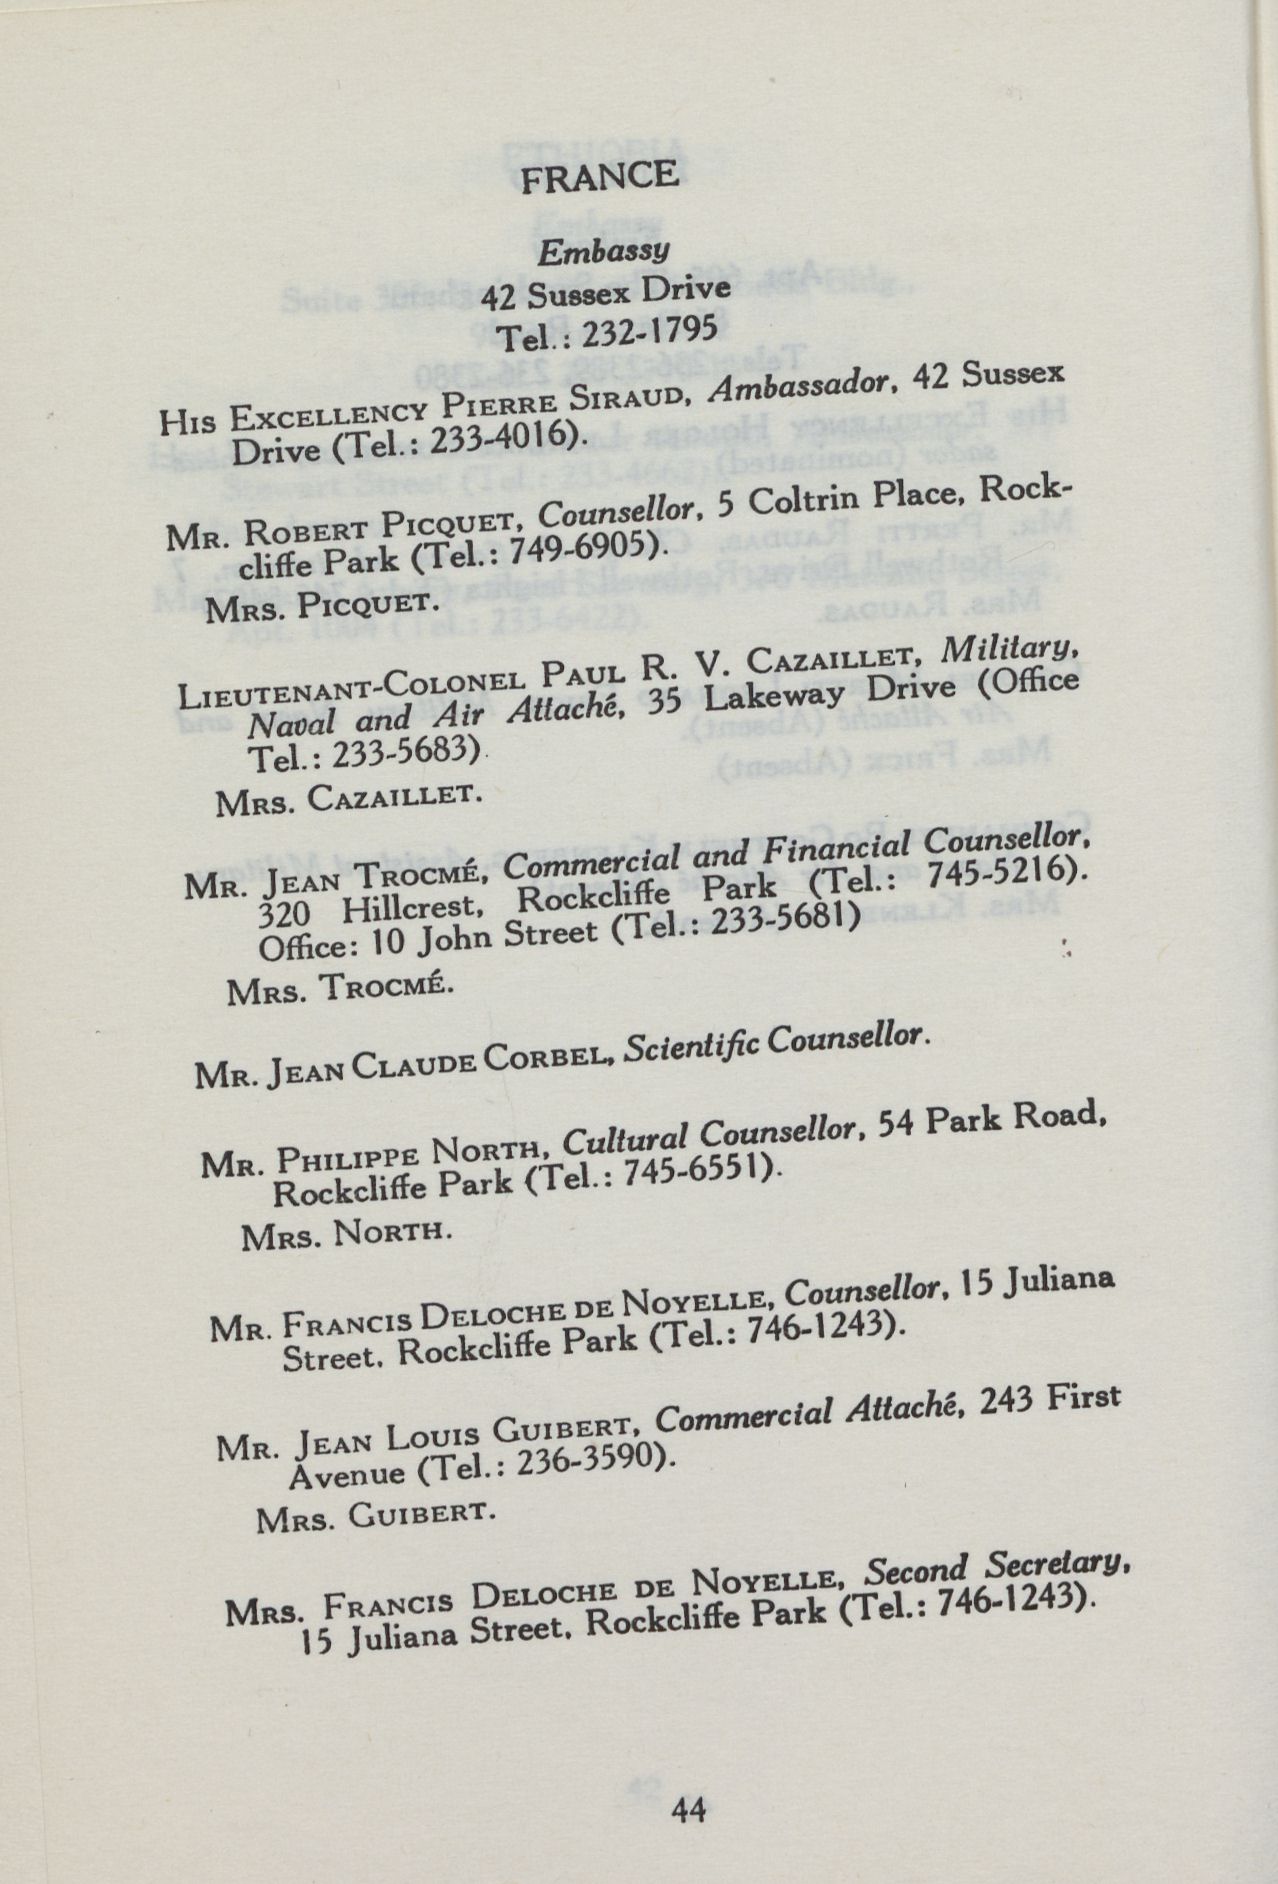 FRANCE
Embassy
42 Sussex Drive
Tel.: 232-1795
HIS EXCELLENCY PIERRE SIRAUD, Ambassador, 42 Sussex
Drive (Tel.: 233-4016).
MR. ROBERT PICQUET, Counsellor, 5 Coltrin Place, Rock-
cliffe Park (Tel.: 749-6905).
MRS. PICQUET.
LIEUTENANT-COLONEL PAUL R. V. CAZAILLET, Military,
Naval and Air Attaché, 35 Lakeway Drive (Office
Tel.: 233-5683).
MRS. CAZAILLET.
MR. JEAN TROCMÉ, Commercial and Financial Counsellor,
320 Hillcrest, Rockcliffe Park (Tel.: 745-5216).
Office: 10 John Street (Tel.: 233-5681)
MRS. TROCMÉ.
MR. JEAN CLAUDE CORBEL, Scientific Counsellor.
MR. PHILIPPE NORTH, Cultural Counsellor, 54 Park Road,
Rockcliffe Park (Tel.: 745-6551).
MRS. NORTH.
MR. FRANCIS DELOCHE DE NOYELLE, Counsellor, 15 Juliana
Street, Rockcliffe Park (Tel.: 746-1243).
MR. JEAN LOUIS GUIBERT, Commercial Attaché, 243 First
Avenue (Tel.: 236-3590).
MRS. GUIBERT.
MRS. FRANCIS DELOCHE DE NOYELLE, Second Secretary,
15 Juliana Street, Rockcliffe Park (Tel.: 746-1243).
44